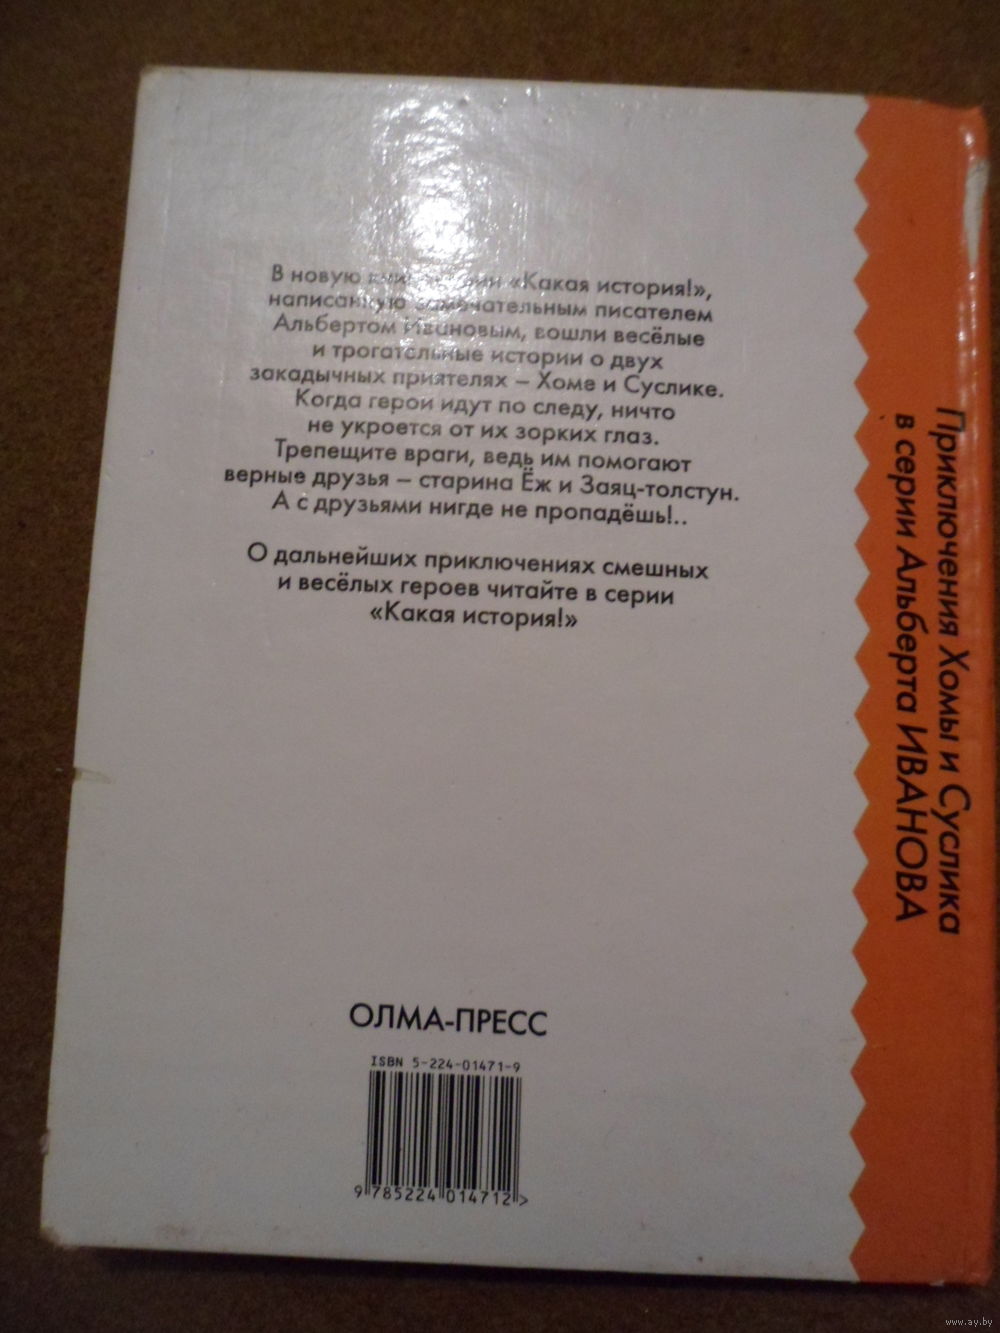 В новую книгу серии «Какая история!»,
написанную замечательным писателем
Альбертом Ивановым, вошли весёлые
и трогательные истории о двух
закадычных приятелях – Хоме и Суслике.
Когда герои идут по следу, ничто
не укроется от их зорких глаз.
Трепещите враги, ведь им помогают
верные друзья – старина Ёж и Заяц-толстун.
А с друзьями нигде не пропадёшь!..
О дальнейших приключениях смешных
и весёлых героев читайте в серии
«Какая история!»
ОЛМА-ПРЕСС
ISBN 5-224-01471-9
9 785224 014712 >
Приключения Хомы и Суслика
в серии Альберта ИВАНОВА
www.ay.by